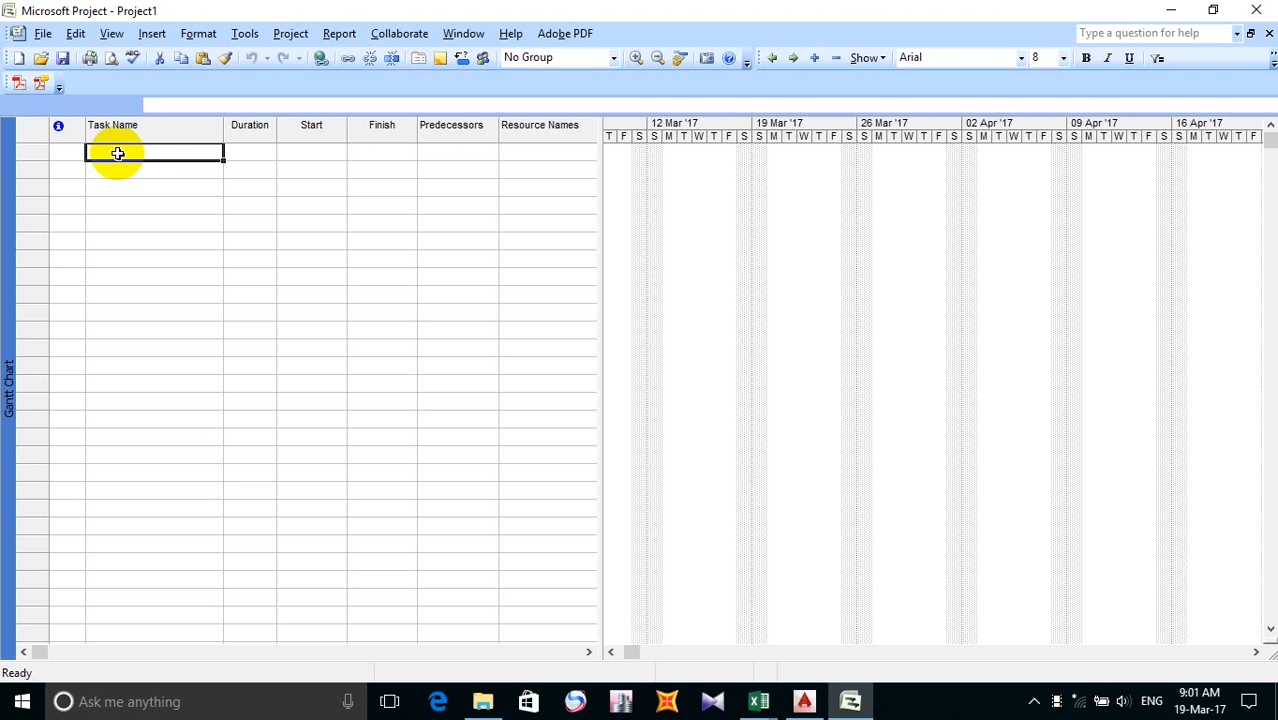 Microsoft Project - Project1
File Edit View Insert Format Tools Project Report Collaborate Window Help Adobe PDF
Type a question for help
No Group
Show
Arial
8
B I U
Task Name Duration Start Finish Predecessors Resource Names
12 Mar '17 19 Mar '17 26 Mar '17 02 Apr '17 09 Apr '17 16 Apr '17
T F S S M T W T F S S M T W T F S S M T W T F S S M T W T F S S M T W T F S S M T W T F
Gantt Chart
Ready
Ask me anything
ENG
9:01 AM
19-Mar-17